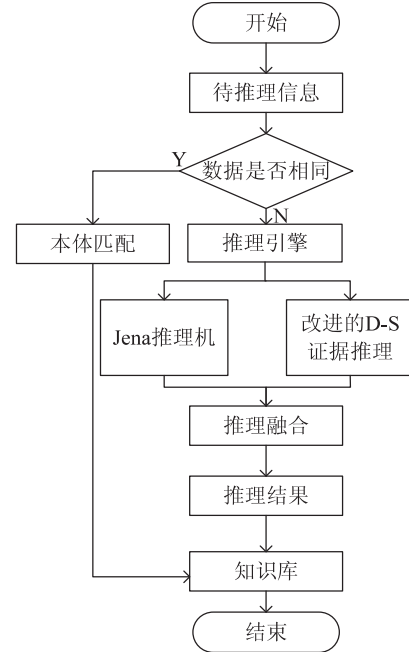 开始
待推理信息
数据是否相同
Y
N
本体匹配
推理引擎
Jena推理机
改进的D-S
证据推理
推理融合
推理结果
知识库
结束